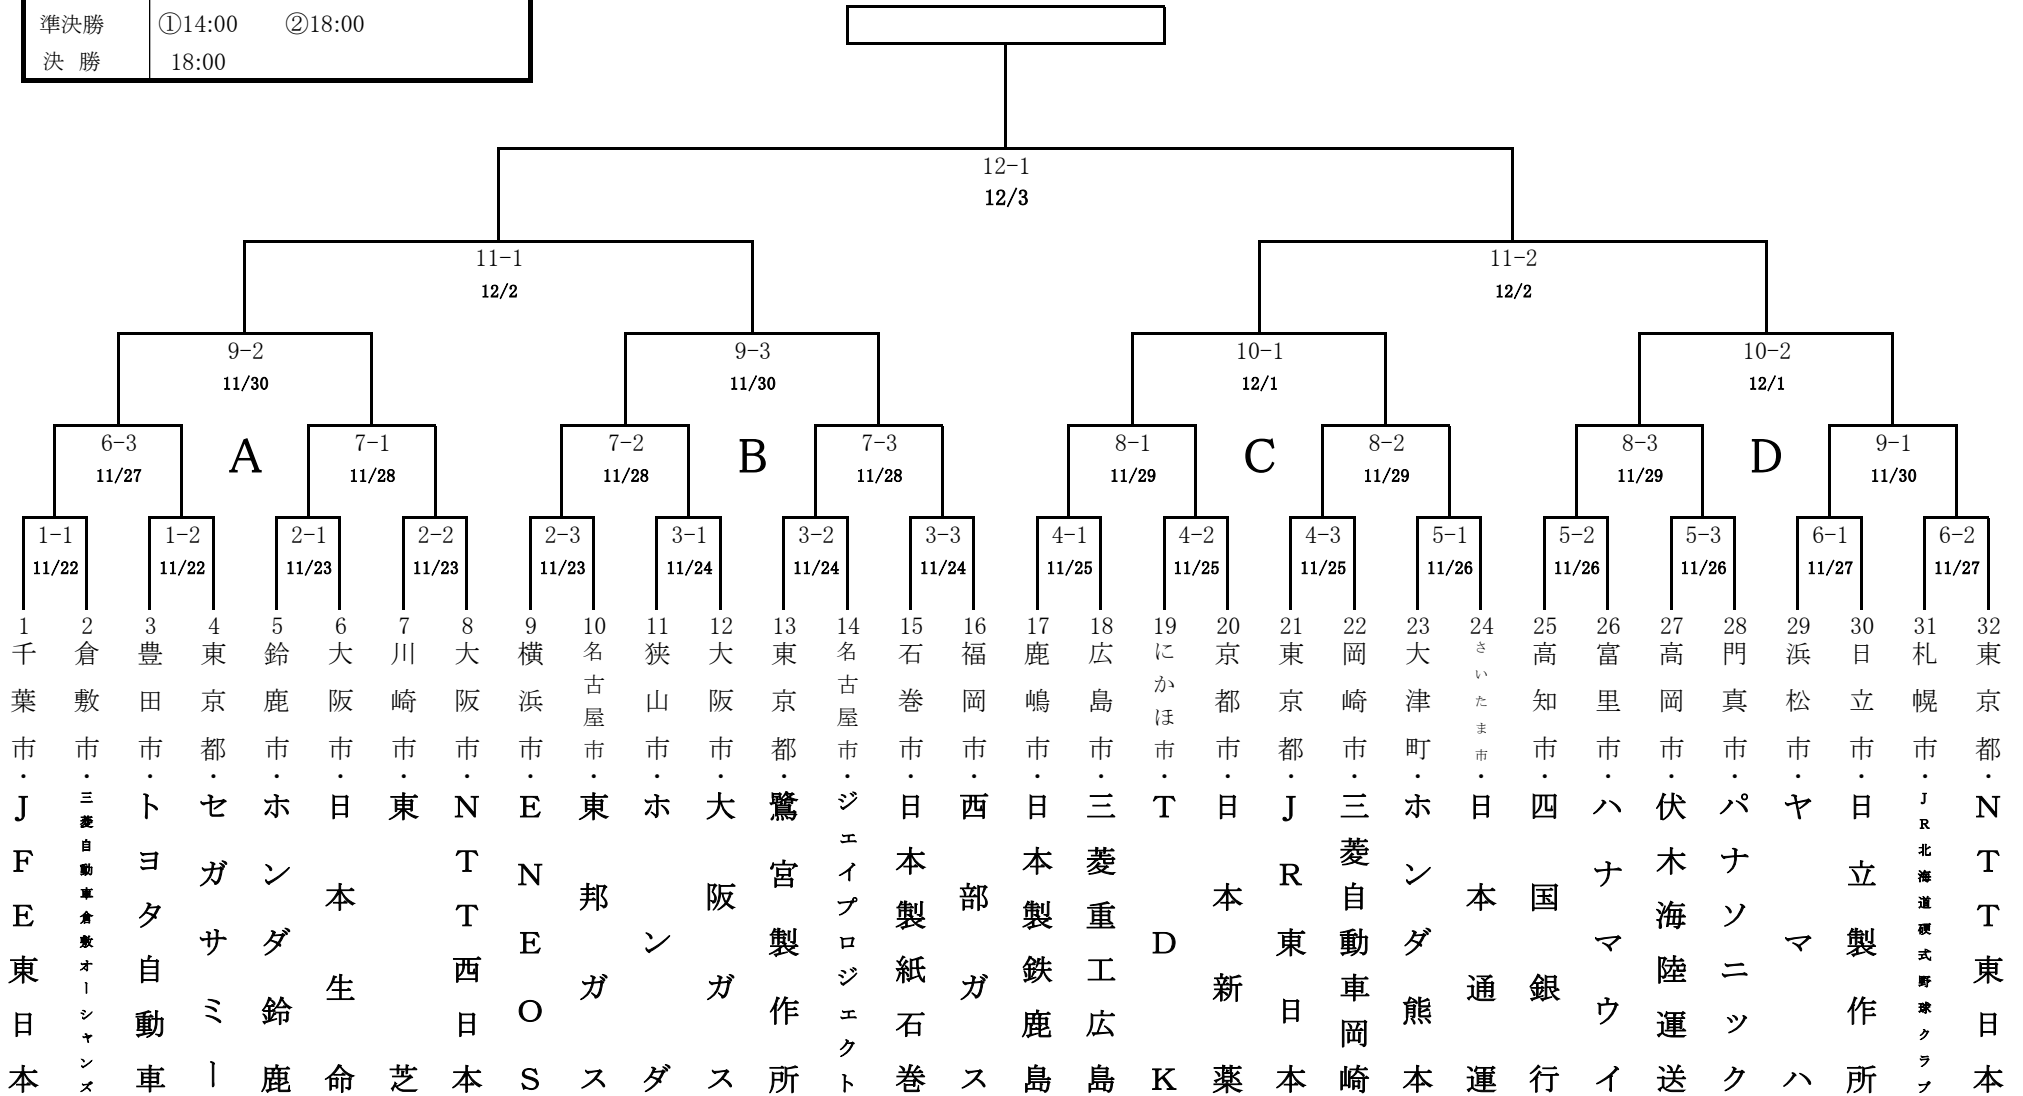 準決勝 ①14:00 ②18:00
決 勝 18:00
12-1
12/3
11-1 11-2
12/2 12/2
9-2 9-3 10-1 10-2
11/30 11/30 12/1 12/1
6-3 A 7-1 7-2 B 7-3 8-1 C 8-2 8-3 D 9-1
11/27 11/28 11/28 11/28 11/29 11/29 11/29 11/30
1-1 1-2 2-1 2-2 2-3 3-1 3-2 3-3 4-1 4-2 4-3 5-1 5-2 5-3 6-1 6-2
11/22 11/22 11/23 11/23 11/23 11/24 11/24 11/24 11/25 11/25 11/25 11/26 11/26 11/26 11/27 11/27
1 千葉市・JFE東日本
2 倉敷市・三菱自動車倉敷オーシャンズ
3 豊田市・トヨタ自動車
4 東京都・セガサミー
5 鈴鹿市・ホンダ鈴鹿
6 大阪市・日本生命
7 川崎市・東芝
8 大阪市・NTT西日本
9 横浜市・ENEOS
10 名古屋市・東邦ガス
11 狭山市・ホンダ
12 大阪市・大阪ガス
13 東京都・鷺宮製作所
14 名古屋市・ジェイプロジェクト
15 石巻市・日本製紙石巻
16 福岡市・西部ガス
17 鹿嶋市・日本製鉄鹿島
18 広島市・三菱重工広島
19 にかほ市・TDK
20 京都市・日本新薬
21 東京都・JR東日本
22 岡崎市・三菱自動車岡崎
23 大津町・ホンダ熊本
24 さいたま市・日本通運
25 高知市・四国銀行
26 富里市・ハナマウイ
27 高岡市・伏木海陸運送
28 門真市・パナソニック
29 浜松市・ヤマハ
30 日立市・日立製作所
31 札幌市・JR北海道硬式野球クラブ
32 東京都・NTT東日本